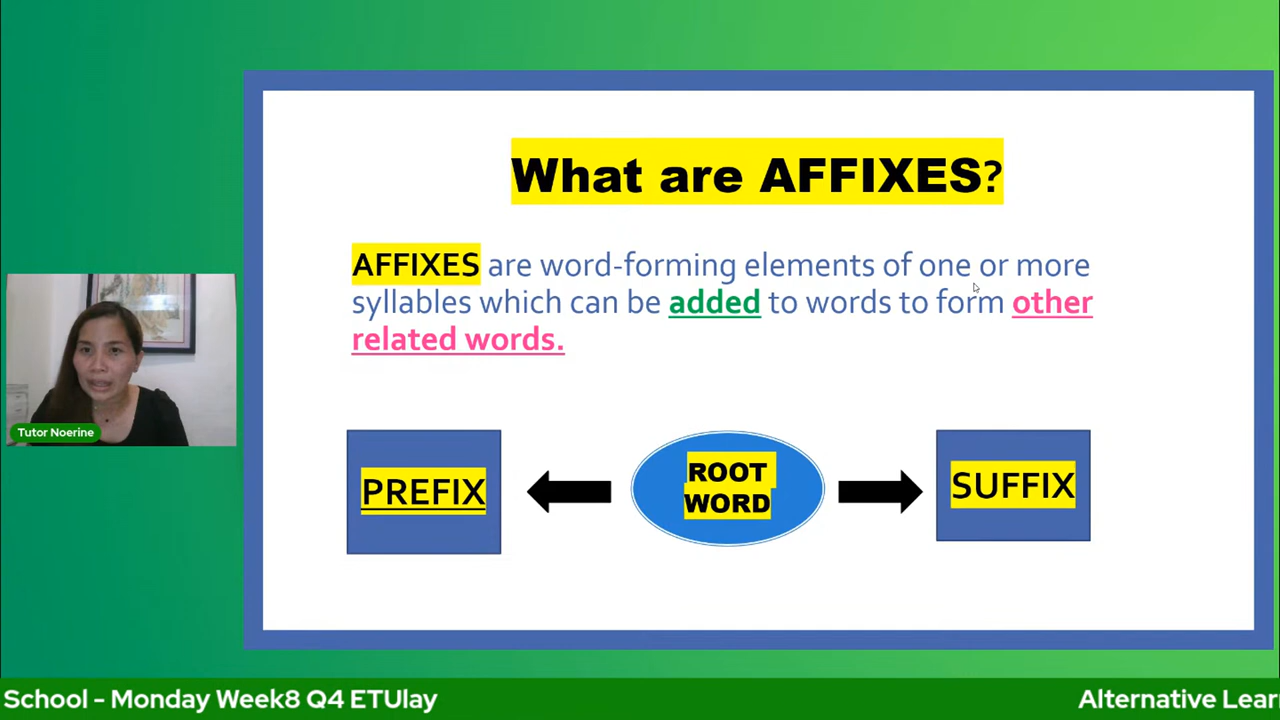 What are AFFIXES?
AFFIXES are word-forming elements of one or more
syllables which can be added to words to form other
related words.
PREFIX
ROOT
WORD
SUFFIX
Tutor Noerine
School - Monday Week8 Q4 ETUlay
Alternative Lear